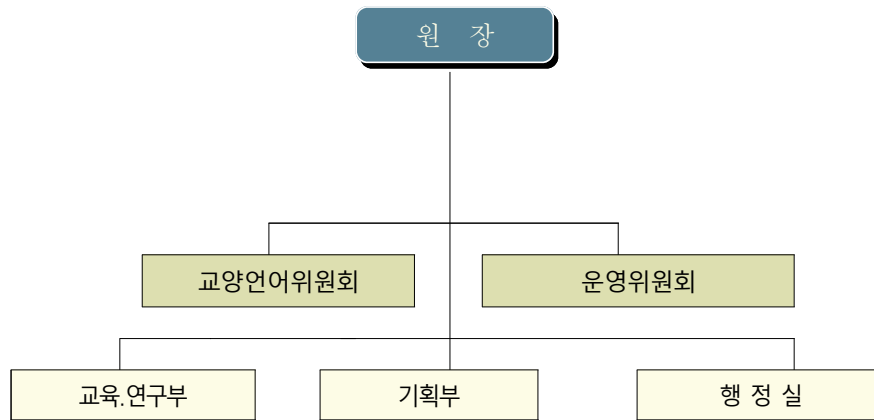 원 장
교양언어위원회
운영위원회
교육.연구부
기획부
행 정 실